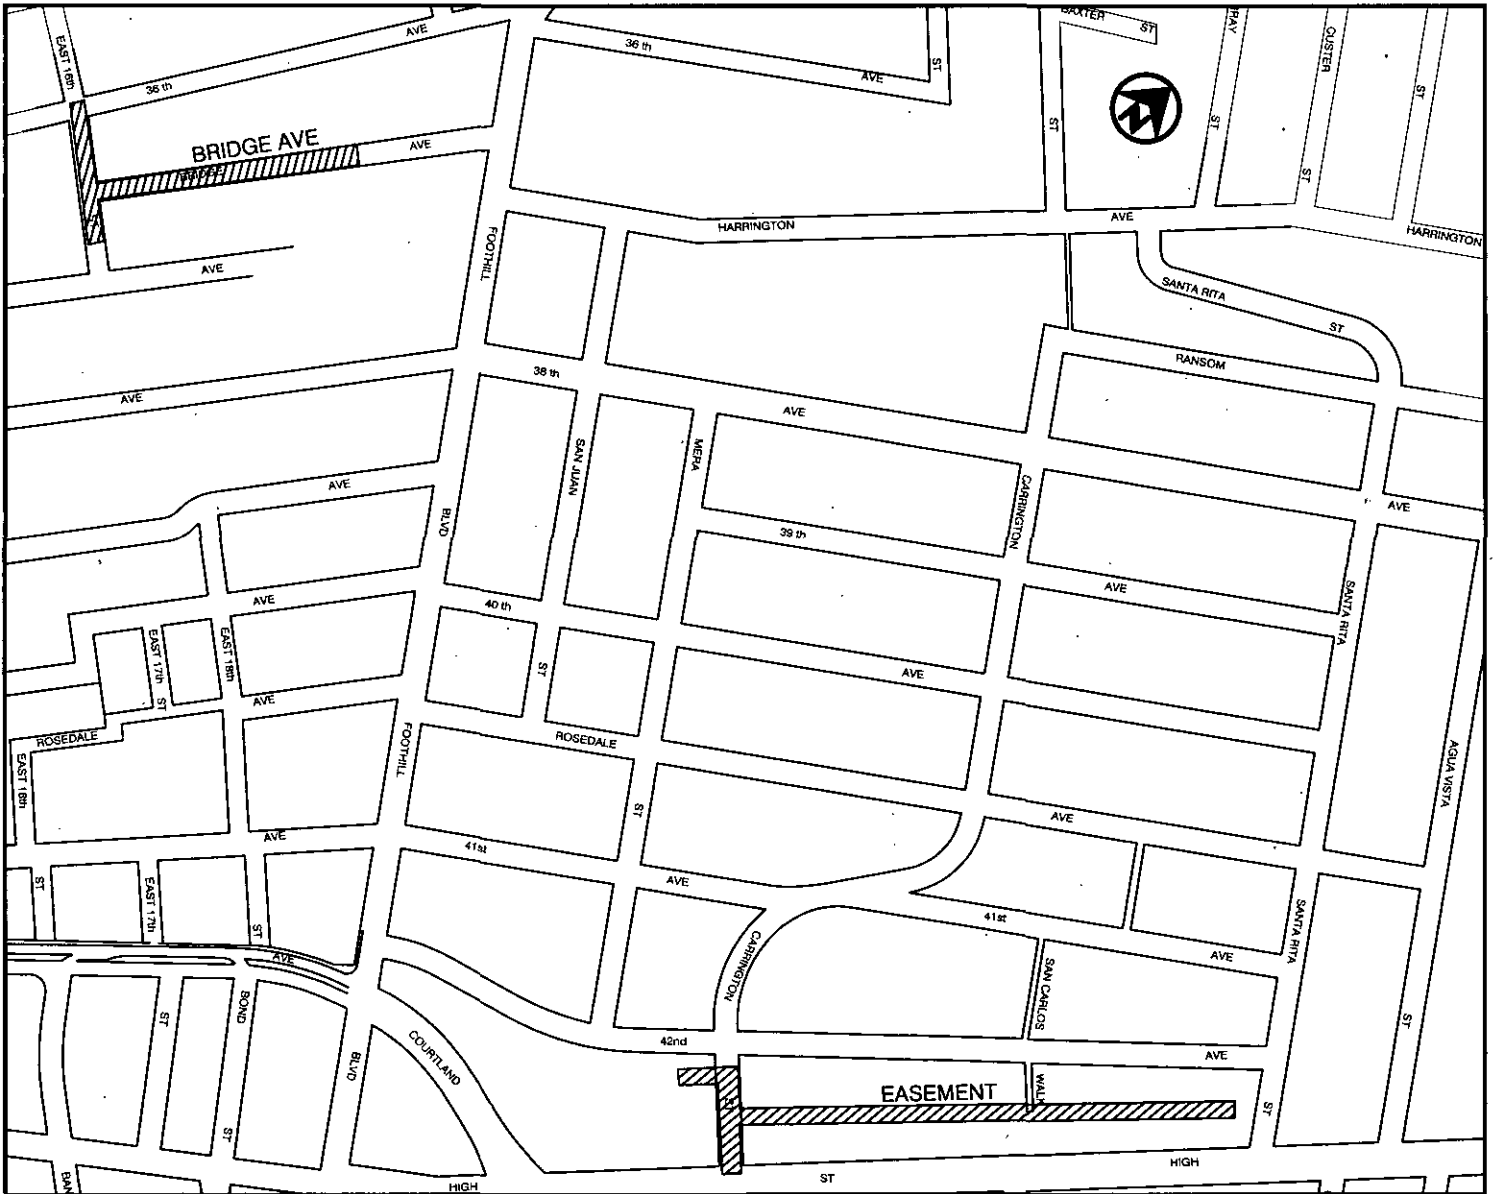 BAXTER
ST
RAY
CUSTER
EAST 16th
AVE
36 th
36 th
AVE
ST
ST
ST
ST
ST
BRIDGE AVE
BRIDGE
AVE
HARRINGTON
AVE
HARRINGTON
FOOTHILL
AVE
SANTA RITA
ST
RANSOM
38 th
AVE
AVE
SAN JUAN
MERA
CARRINGTON
AVE
AVE
BLVD
39 th
AVE
SANTA RITA
AVE
40 th
EAST 17th
ST
EAST 18th
ST
AVE
AVE
ROSEDALE
EAST 16th
FOOTHILL
ROSEDALE
AGUA VISTA
ST
AVE
AVE
41st
AVE
41st
AVE
ST
EAST 17th
ST
AVE
CARRINGTON
SAN CARLOS
SANTA RITA
ST
BOND
ST
BLVD
COURTLAND
42nd
AVE
ST
WALK
EASEMENT
ST
ST
BAN
HIGH
ST
HIGH